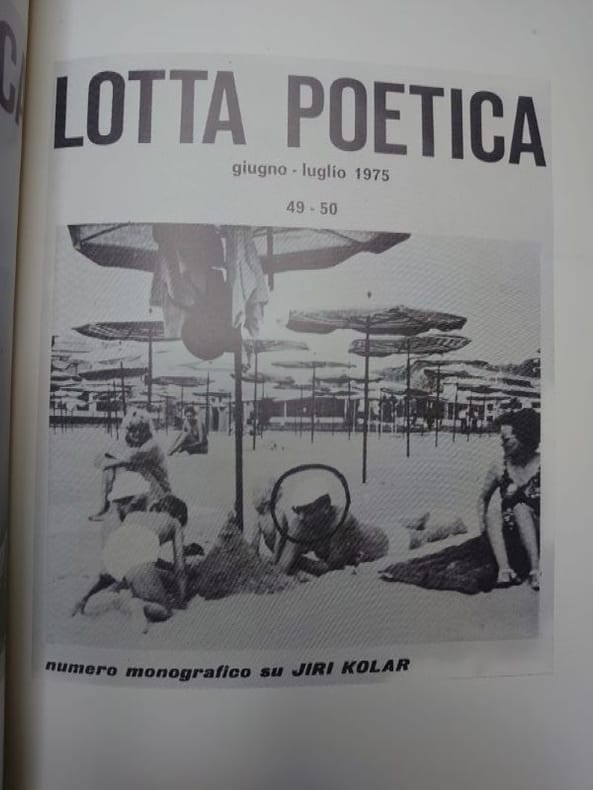 LOTTA POETICA
giugno - luglio 1975
49 - 50
numero monografico su JIRI KOLAR